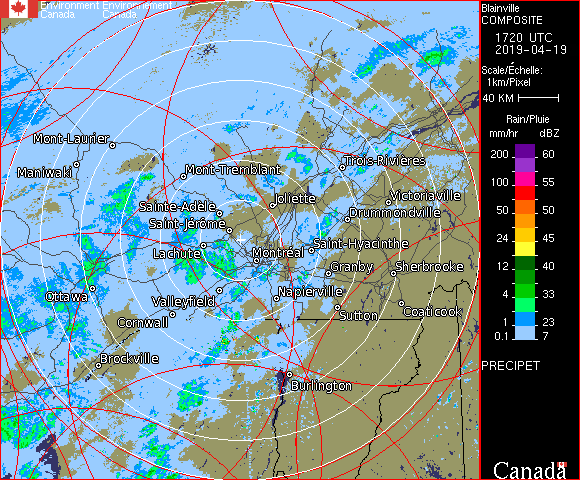 Environment Environnement
Canada Canada
Blainville
COMPOSITE
1720 UTC
2019-04-19
Scale/Échelle:
1km/Pixel
40 KM
Rain/Pluie
mm/hr dBZ
200 60
100 55
50 50
24 45
12 40
4 33
1 23
0.1 7
PRECIPET
Canada
Mont-Laurier
Maniwaki
Mont-Tremblant
Trois-Rivières
Joliette
Victoriaville
Sainte-Adèle
Drummondville
Saint-Jérôme
Saint-Hyacinthe
Lachute
Montréal
Granby
Sherbrooke
Ottawa
Valleyfield
Napierville
Cornwall
Sutton
Coaticook
Brockville
Burlington